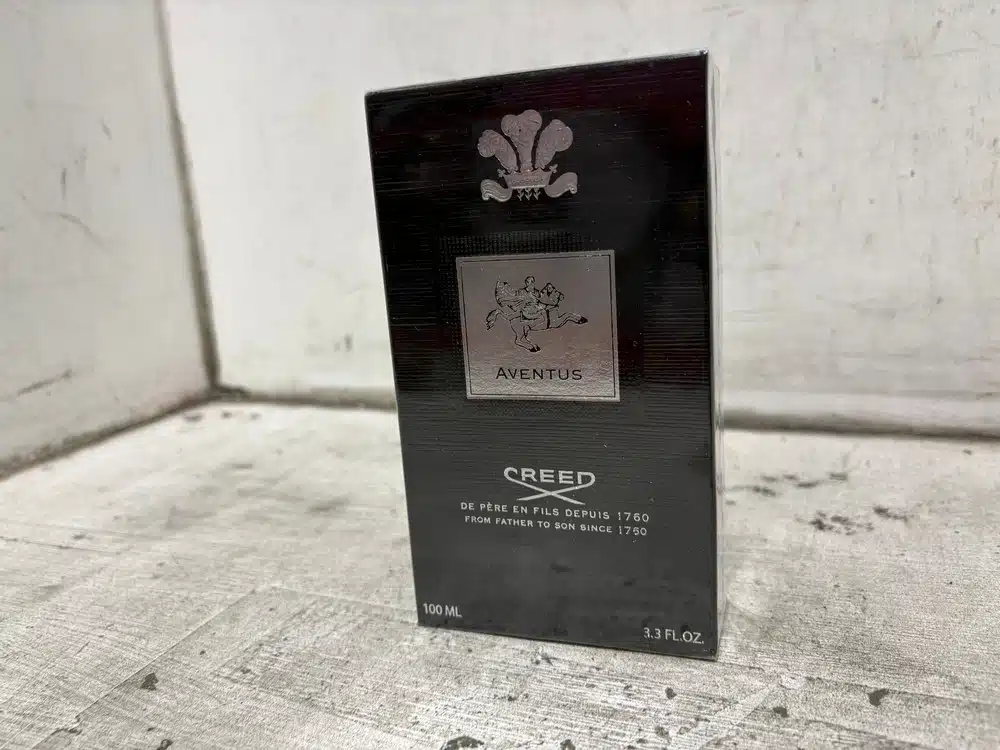 AVENTUS
CREED
DE PÈRE EN FILS DEPUIS 1760
FROM FATHER TO SON SINCE 1760
100 ML
3.3 FL.OZ.